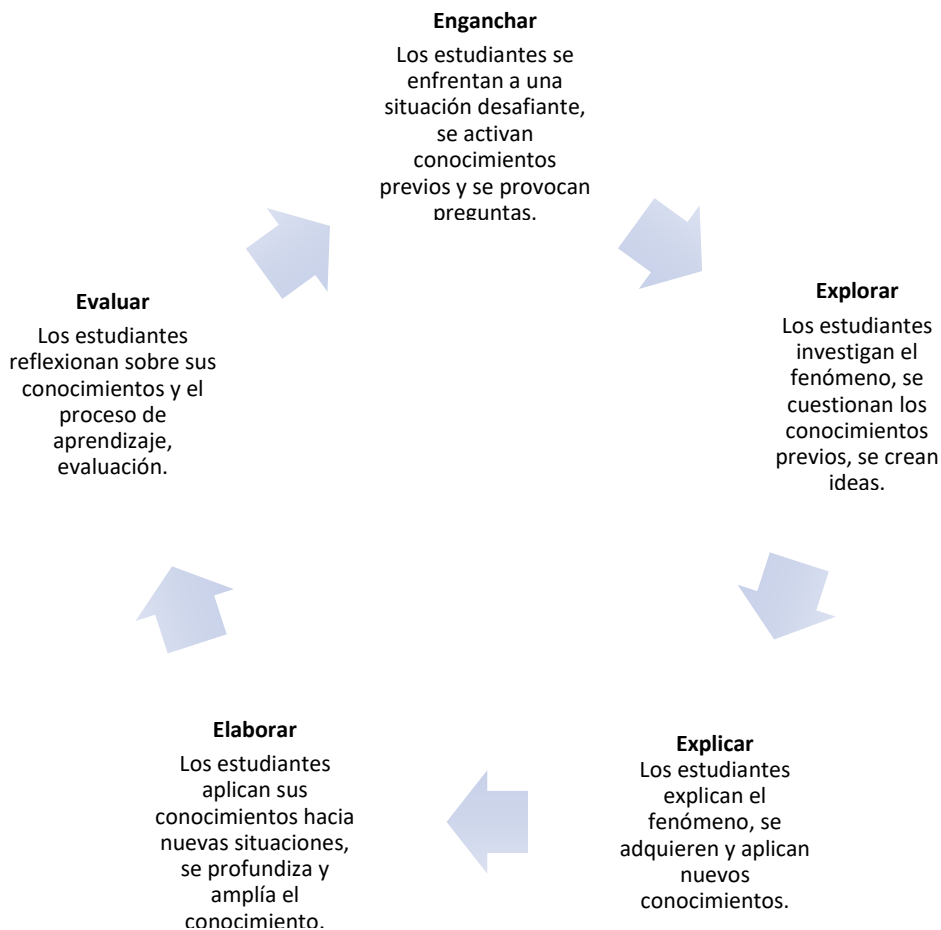 Enganchar
Los estudiantes se
enfrentan a una
situación desafiante,
se activan
conocimientos
previos y se provocan
preguntas.
Explorar
Los estudiantes
investigan el
fenómeno, se
cuestionan los
conocimientos
previos, se crean
ideas.
Explicar
Los estudiantes
explican el
fenómeno, se
adquieren y aplican
nuevos
conocimientos.
Elaborar
Los estudiantes
aplican sus
conocimientos hacia
nuevas situaciones,
se profundiza y
amplía el
conocimiento.
Evaluar
Los estudiantes
reflexionan sobre sus
conocimientos y el
proceso de
aprendizaje,
evaluación.